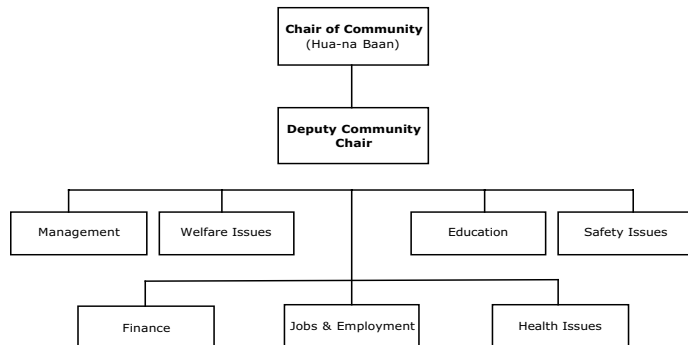 Chair of Community
(Hua-na Baan)
Deputy Community
Chair
Management
Welfare Issues
Education
Safety Issues
Finance
Jobs & Employment
Health Issues